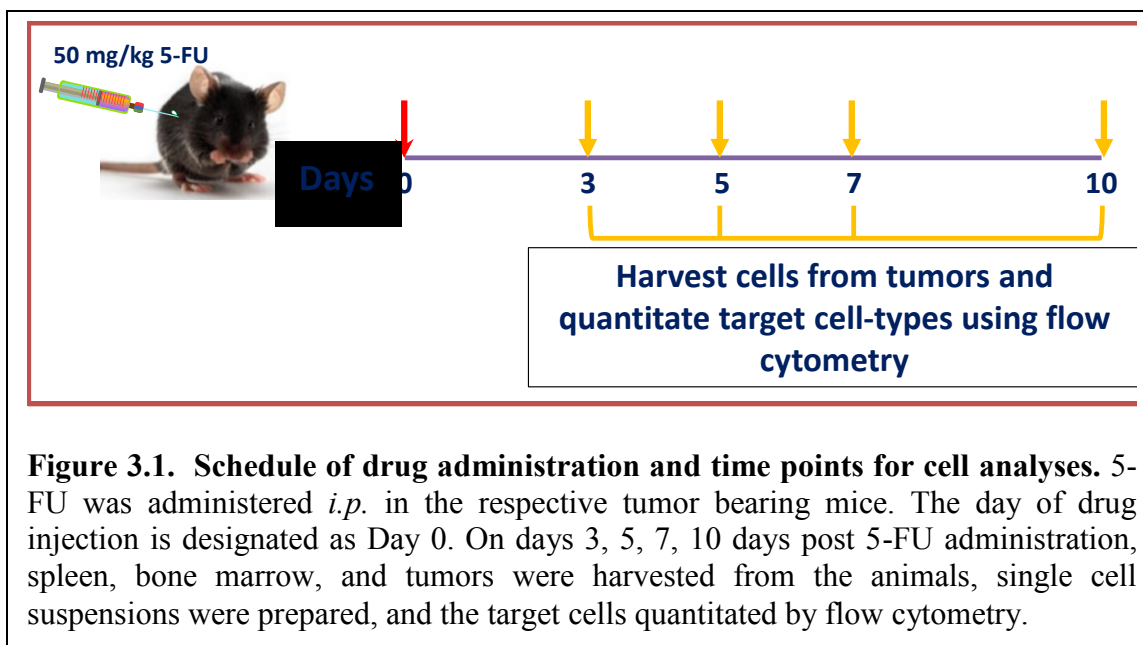 50 mg/kg 5-FU
Days 0 3 5 7 10
Harvest cells from tumors and
quantitate target cell-types using flow
cytometry
Figure 3.1. Schedule of drug administration and time points for cell analyses. 5-
FU was administered i.p. in the respective tumor bearing mice. The day of drug
injection is designated as Day 0. On days 3, 5, 7, 10 days post 5-FU administration,
spleen, bone marrow, and tumors were harvested from the animals, single cell
suspensions were prepared, and the target cells quantitated by flow cytometry.